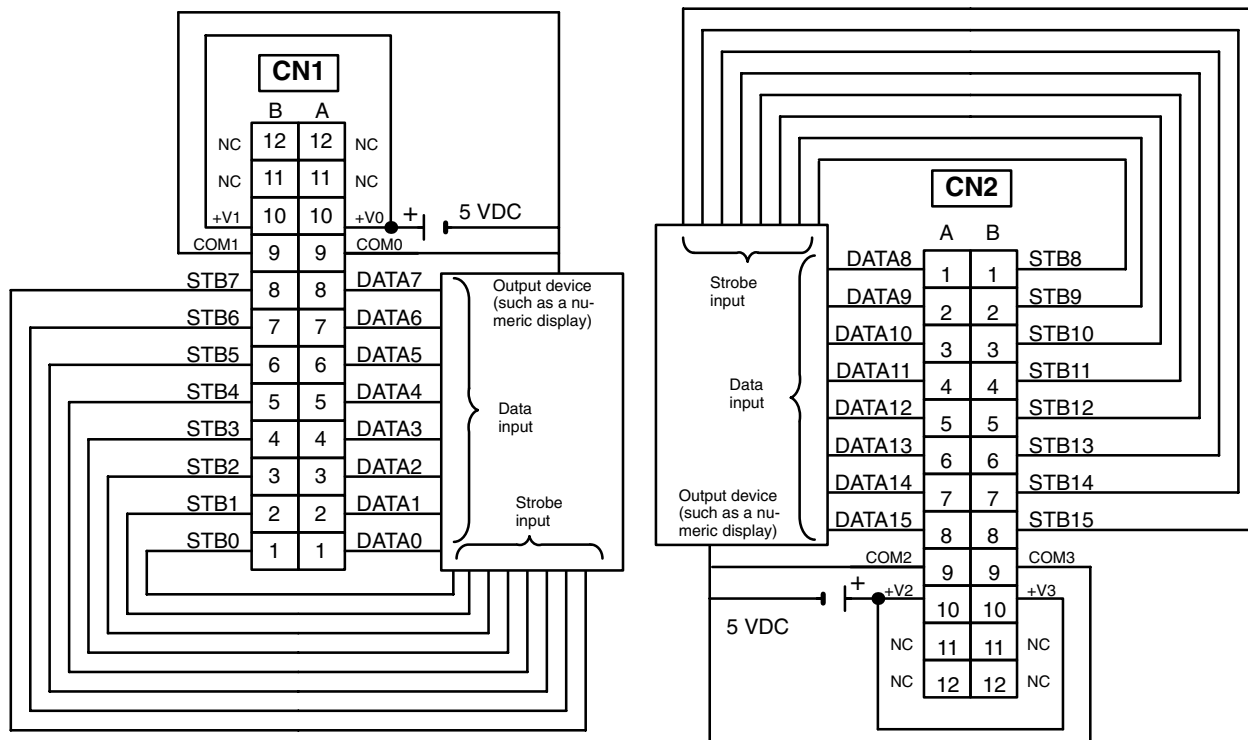 CN1
B A
NC 12 12 NC
NC 11 11 NC
+V1 10 10 +V0 + 5 VDC
COM1 9 9 COM0
STB7 8 8 DATA7
STB6 7 7 DATA6
STB5 6 6 DATA5
STB4 5 5 DATA4
STB3 4 4 DATA3
STB2 3 3 DATA2
STB1 2 2 DATA1
STB0 1 1 DATA0
Output device
(such as a nu-
meric display)
Data
input
Strobe
input
CN2
A B
DATA8 1 1 STB8
DATA9 2 2 STB9
DATA10 3 3 STB10
DATA11 4 4 STB11
DATA12 5 5 STB12
DATA13 6 6 STB13
DATA14 7 7 STB14
DATA15 8 8 STB15
COM2 9 9 COM3
+ +V2 10 10 +V3
5 VDC
NC 11 11 NC
NC 12 12 NC
Strobe
input
Data
input
Output device
(such as a nu-
meric display)